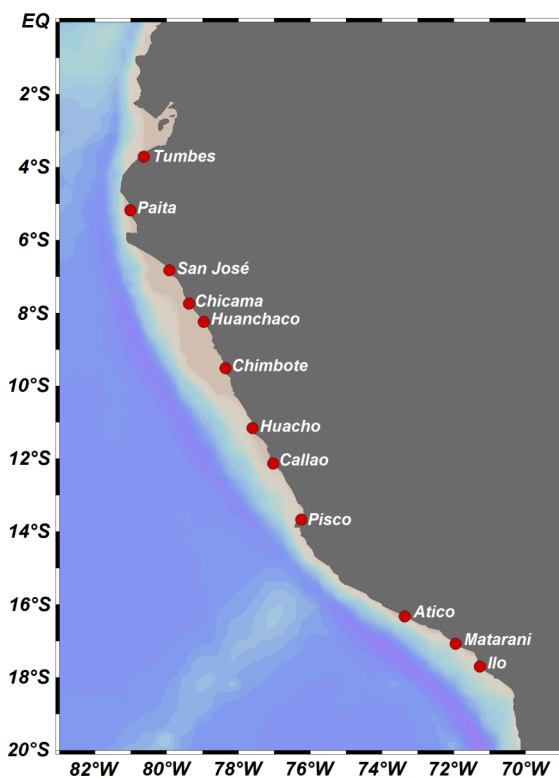 EQ
2°S
Tumbes
4°S
Paita
6°S
San José
Chicama
8°S
Huanchaco
Chimbote
10°S
Huacho
12°S
Callao
Pisco
14°S
16°S
Atico
Matarani
Ilo
18°S
20°S
82°W 80°W 78°W 76°W 74°W 72°W 70°W